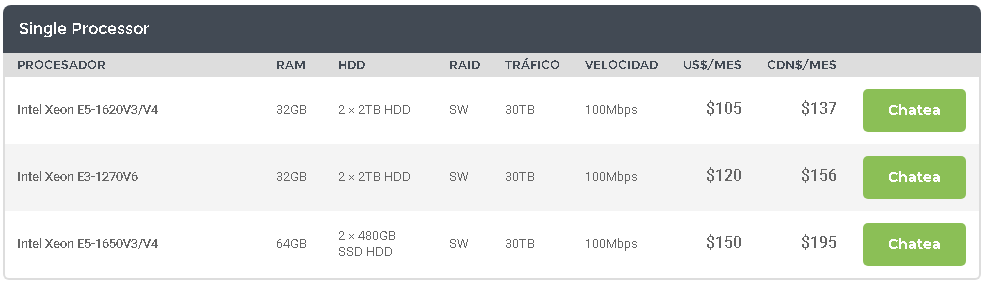 Single Processor
PROCESADOR RAM HDD RAID TRÁFICO VELOCIDAD US$/MES CDN$/MES
Intel Xeon E5-1620V3/V4 32GB 2 × 2TB HDD SW 30TB 100Mbps $105 $137 Chatea
Intel Xeon E3-1270V6 32GB 2 × 2TB HDD SW 30TB 100Mbps $120 $156 Chatea
Intel Xeon E5-1650V3/V4 64GB 2 × 480GB SW 30TB 100Mbps $150 $195 Chatea
SSD HDD